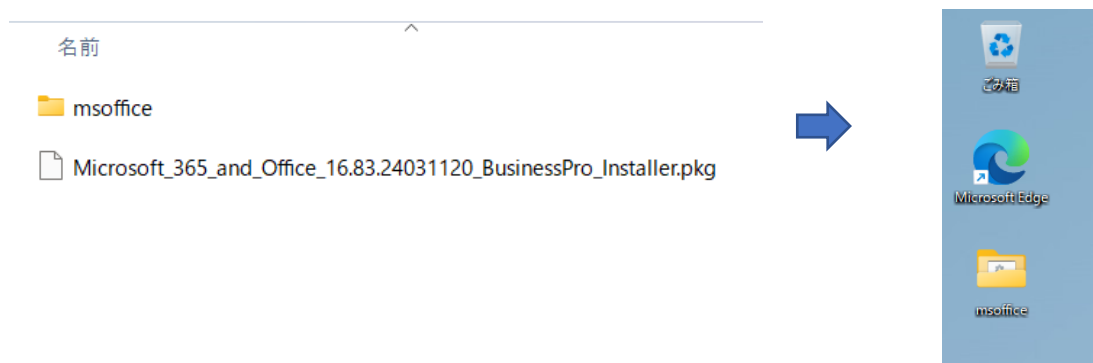 名前
msoffice
Microsoft_365_and_Office_16.83.24031120_BusinessPro_Installer.pkg
ごみ箱
Microsoft Edge
msoffice